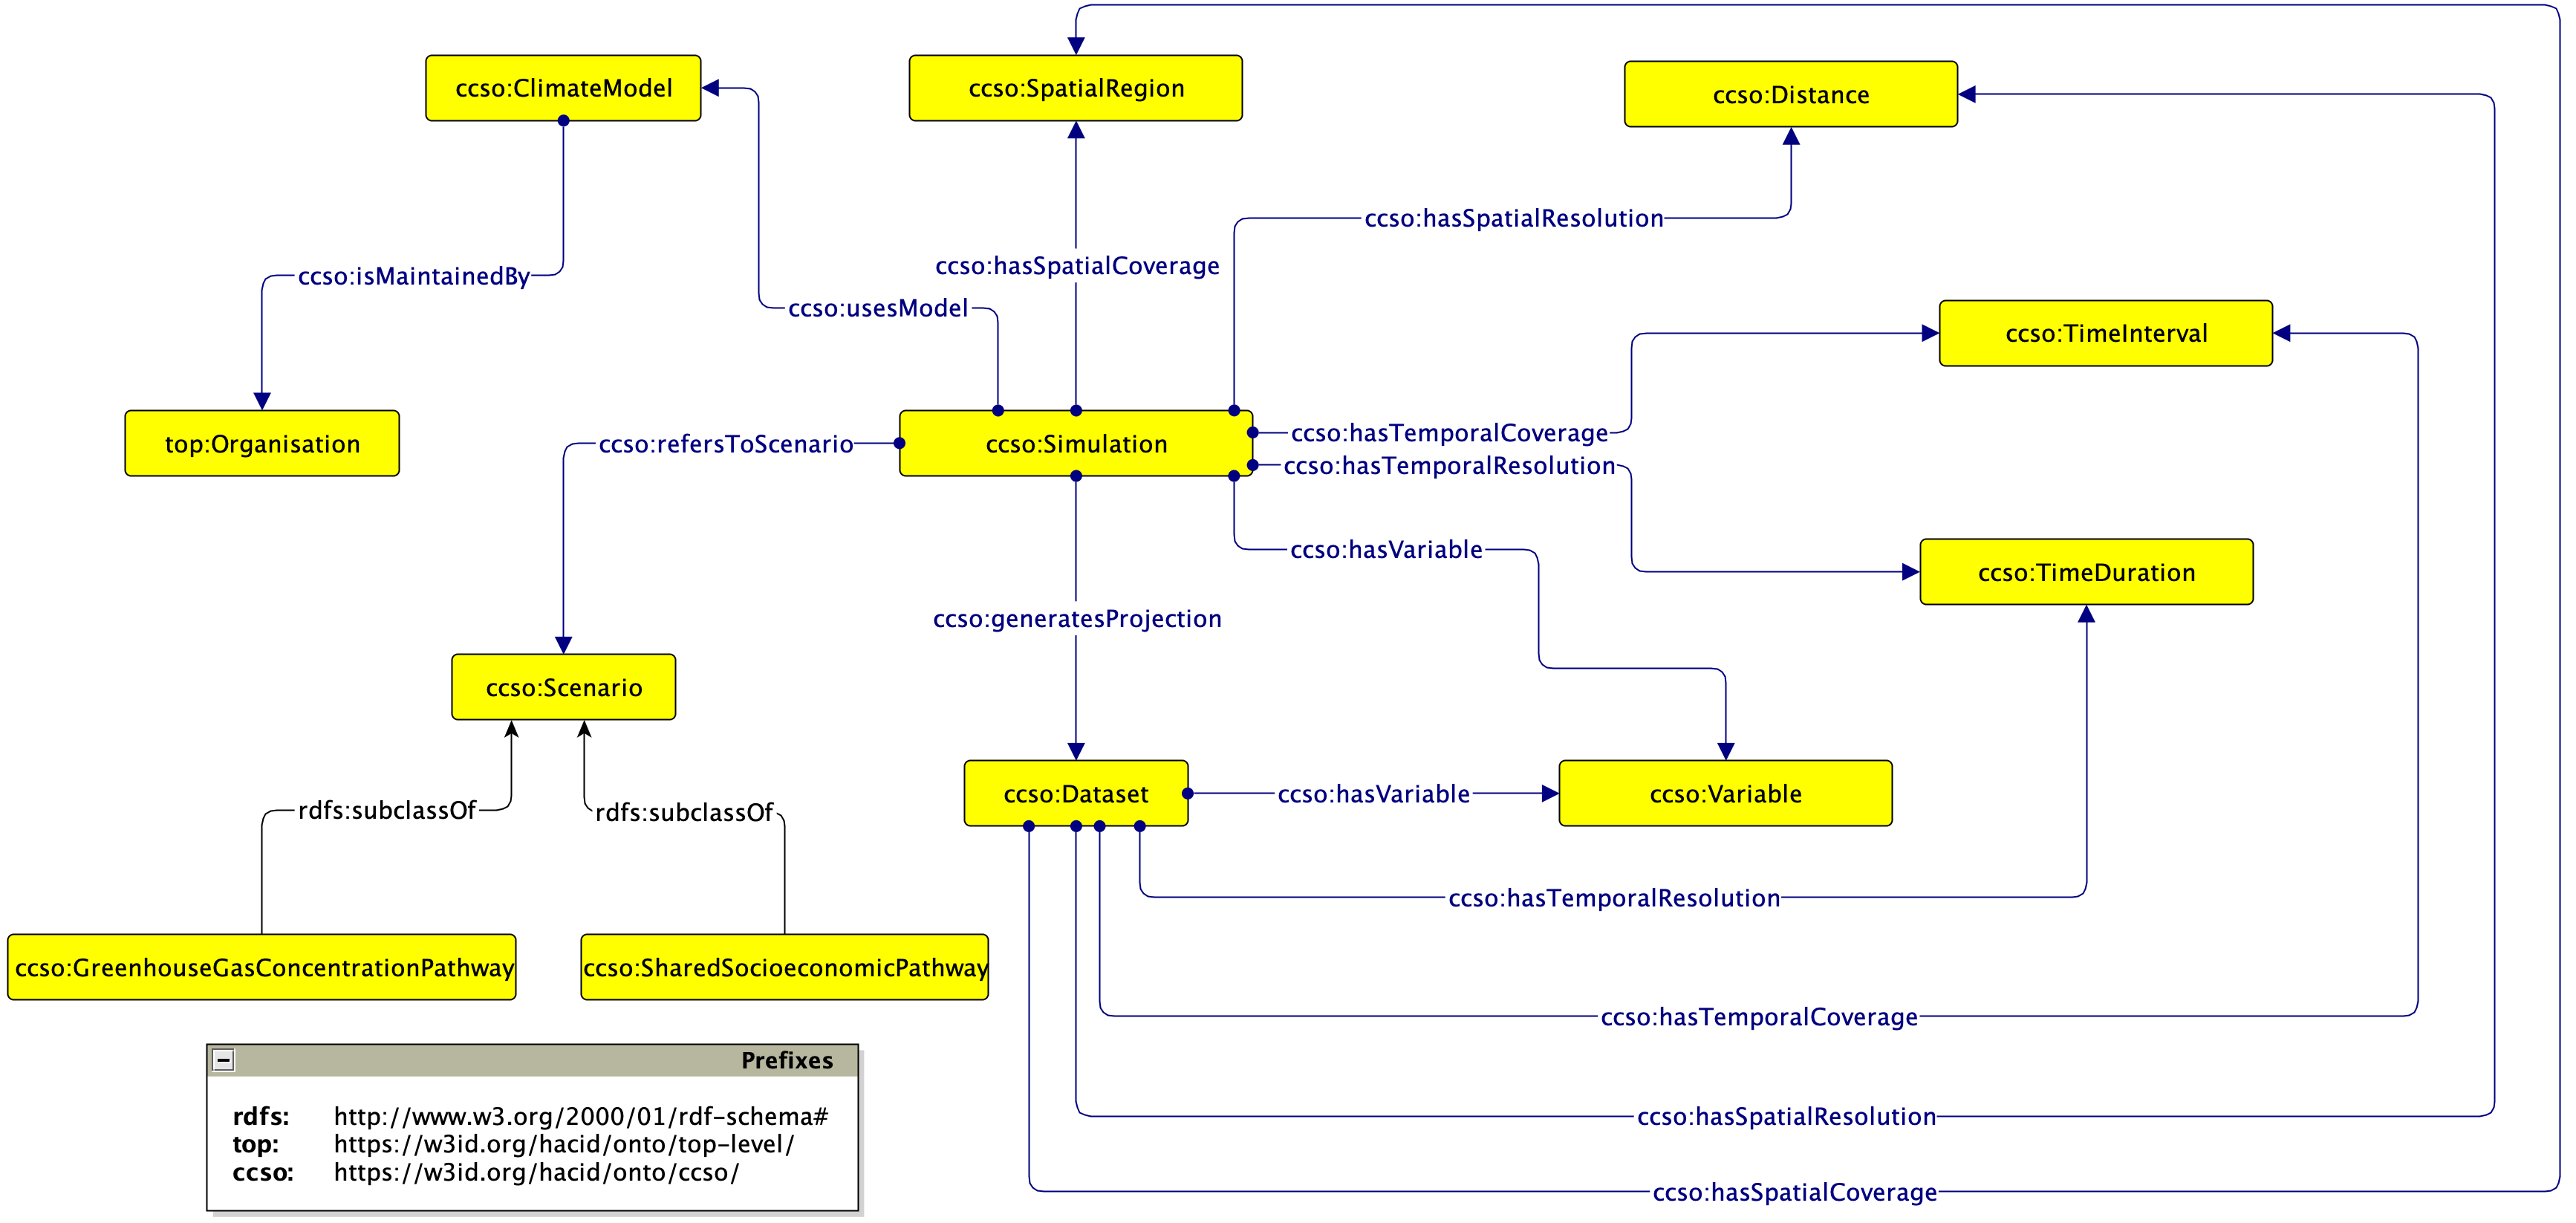 ccso:ClimateModel
ccso:SpatialRegion
ccso:Distance
ccso:hasSpatialResolution
ccso:hasSpatialCoverage
ccso:isMaintainedBy
ccso:usesModel
ccso:TimeInterval
top:Organisation
ccso:refersToScenario
ccso:Simulation
ccso:hasTemporalCoverage
ccso:hasTemporalResolution
ccso:hasVariable
ccso:TimeDuration
ccso:generatesProjection
ccso:Scenario
ccso:Dataset
ccso:hasVariable
ccso:Variable
rdfs:subclassOf
rdfs:subclassOf
ccso:hasTemporalResolution
ccso:GreenhouseGasConcentrationPathway
ccso:SharedSocioeconomicPathway
ccso:hasTemporalCoverage
ccso:hasSpatialResolution
ccso:hasSpatialCoverage
Prefixes
rdfs: http://www.w3.org/2000/01/rdf-schema#
top: https://w3id.org/hacid/onto/top-level/
ccso: https://w3id.org/hacid/onto/ccso/